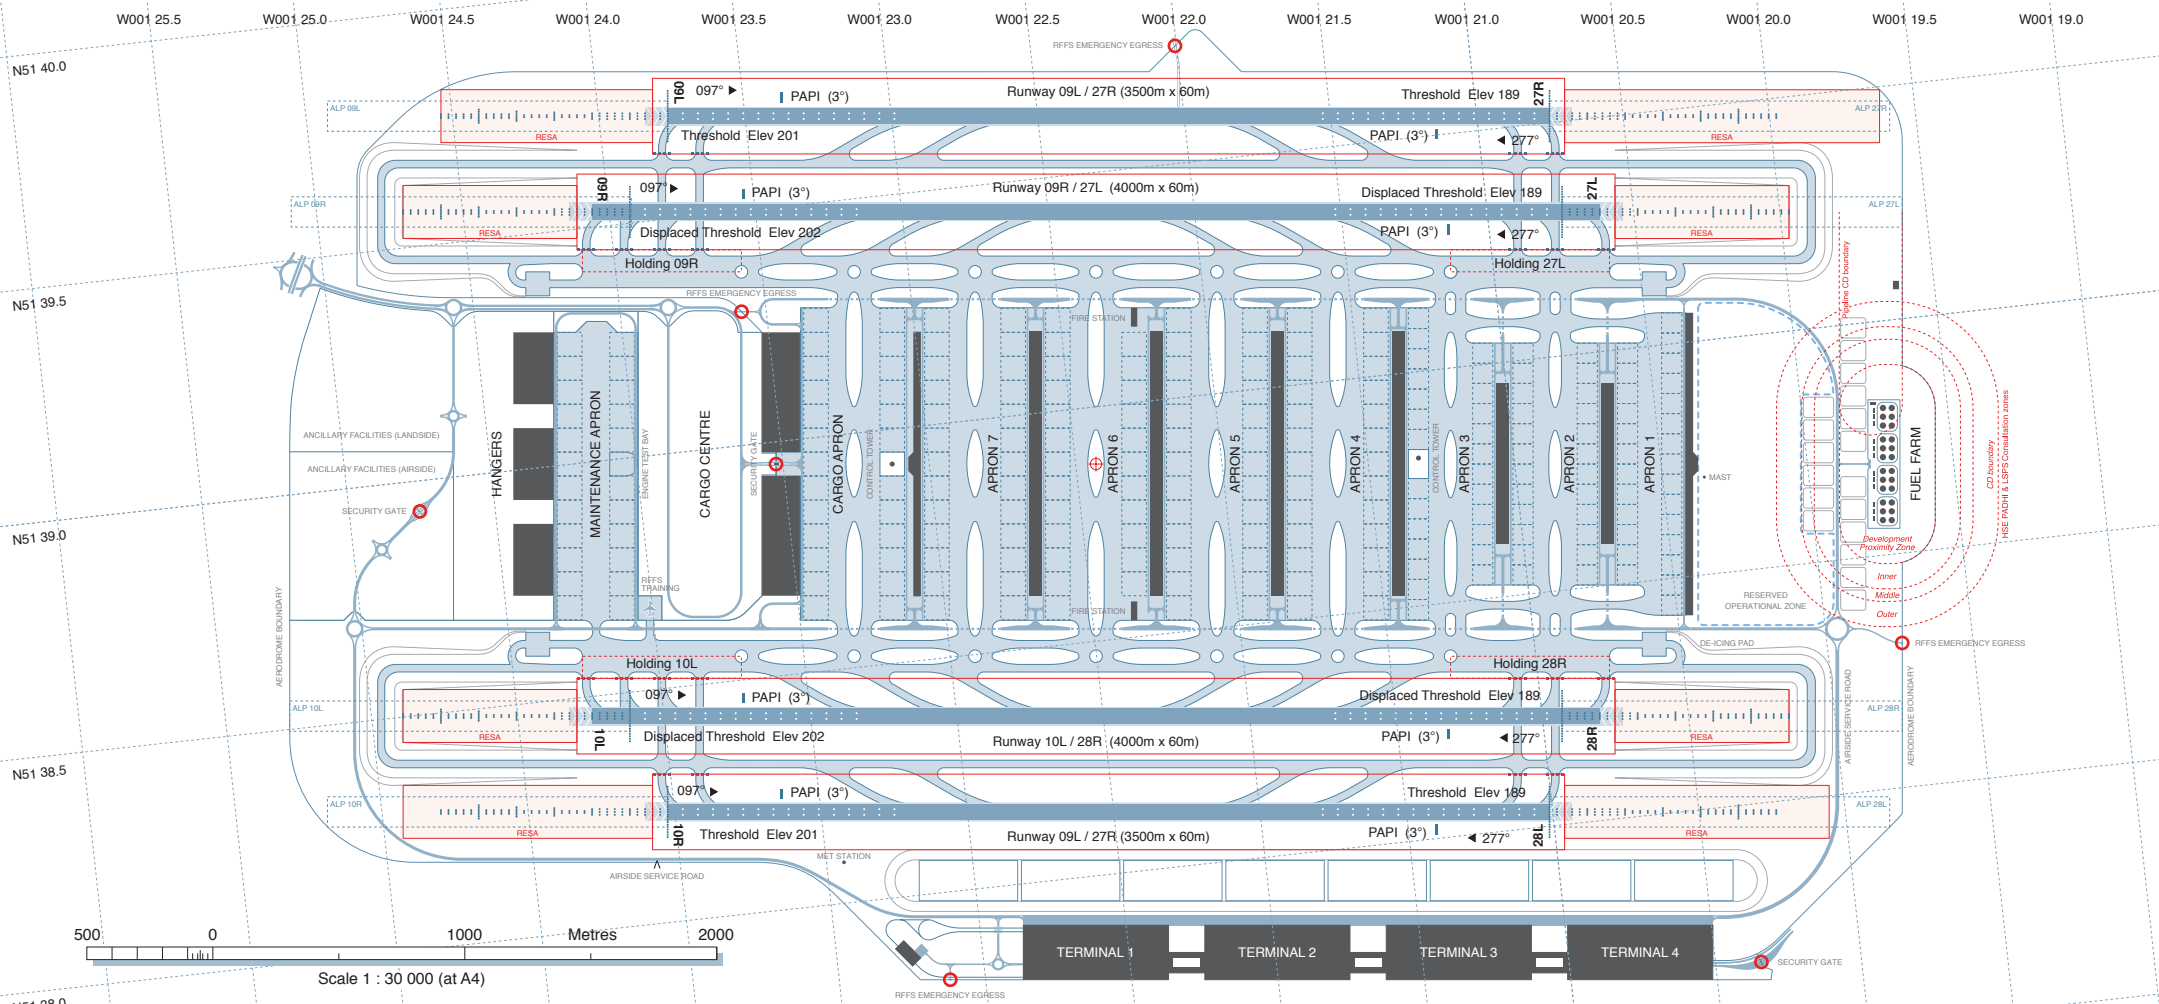 W001 25.5
W001 25.0
W001 24.5
W001 24.0
W001 23.5
W001 23.0
W001 22.5
W001 22.0
W001 21.5
W001 21.0
W001 20.5
W001 20.0
W001 19.5
W001 19.0
RFFS EMERGENCY EGRESS
N51 40.0
ALP 09L
RESA
09L
097°
PAPI (3°)
Runway 09L / 27R (3500m x 60m)
Threshold Elev 189
27R
ALP 27R
RESA
Threshold Elev 201
PAPI (3°)
277°
ALP 09R
RESA
09R
097°
PAPI (3°)
Runway 09R / 27L (4000m x 60m)
Displaced Threshold Elev 189
27L
ALP 27L
RESA
Displaced Threshold Elev 202
PAPI (3°)
277°
Holding 09R
Holding 27L
Pipeline CD boundary
N51 39.5
RFFS EMERGENCY EGRESS
FIRE STATION
ANCILLARY FACILITIES (LANDSIDE)
ANCILLARY FACILITIES (AIRSIDE)
SECURITY GATE
HANGERS
MAINTENANCE APRON
ENGINE TEST BAY
CARGO CENTRE
SECURITY GATE
CARGO APRON
CONTROL TOWER
APRON 7
APRON 6
APRON 5
APRON 4
CONTROL TOWER
APRON 3
APRON 2
APRON 1
MAST
FUEL FARM
CD boundary
HSE PADHI & LSPS Consultation zones
N51 39.0
Development
Proximity Zone
Inner
Middle
Outer
RFFS
TRAINING
FIRE STATION
RESERVED
OPERATIONAL ZONE
AERODROME BOUNDARY
DE-ICING PAD
RFFS EMERGENCY EGRESS
Holding 10L
Holding 28R
ALP 10L
RESA
10L
097°
PAPI (3°)
Displaced Threshold Elev 189
28R
ALP 28R
RESA
Displaced Threshold Elev 202
Runway 10L / 28R (4000m x 60m)
PAPI (3°)
277°
AIRSIDE SERVICE ROAD
AERODROME BOUNDARY
N51 38.5
ALP 10R
RESA
10R
097°
PAPI (3°)
Threshold Elev 189
28L
ALP 28L
RESA
Threshold Elev 201
Runway 09L / 27R (3500m x 60m)
PAPI (3°)
277°
MET STATION
AIRSIDE SERVICE ROAD
500
0
1000
Metres
2000
Scale 1 : 30 000 (at A4)
TERMINAL 1
TERMINAL 2
TERMINAL 3
TERMINAL 4
SECURITY GATE
RFFS EMERGENCY EGRESS